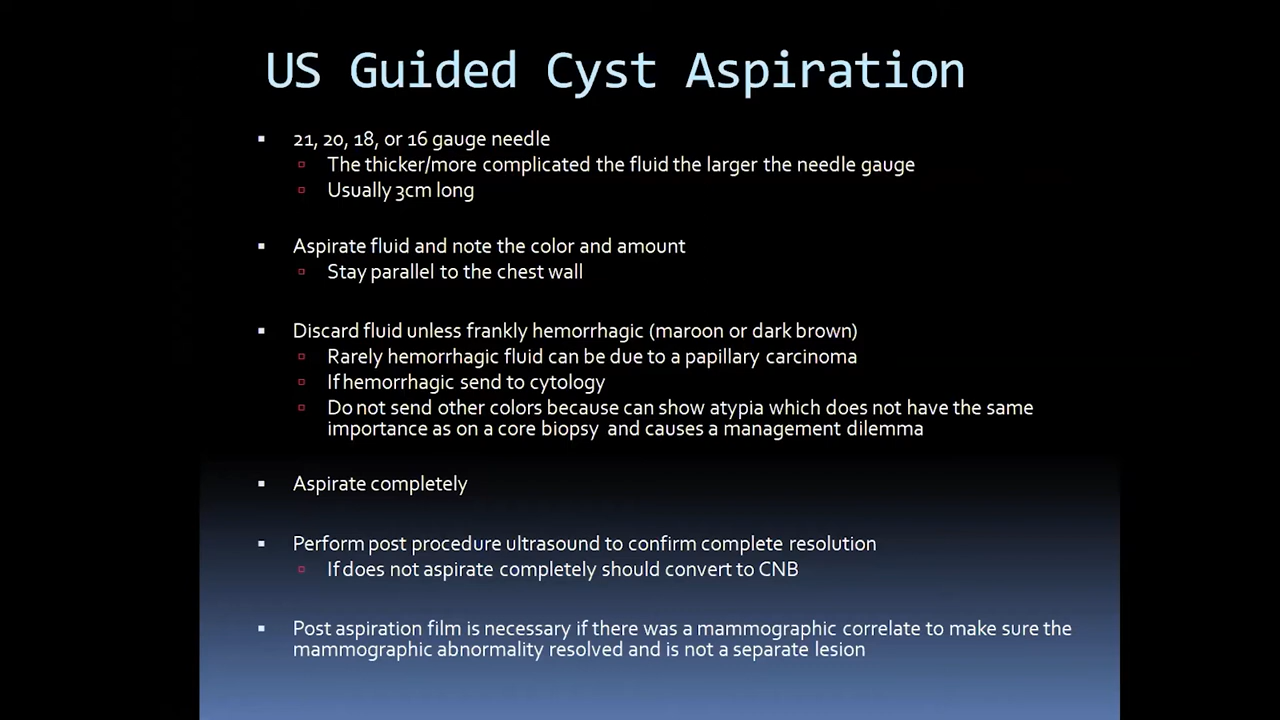 US Guided Cyst Aspiration
21, 20, 18, or 16 gauge needle
The thicker/more complicated the fluid the larger the needle gauge
Usually 3cm long
Aspirate fluid and note the color and amount
Stay parallel to the chest wall
Discard fluid unless frankly hemorrhagic (maroon or dark brown)
Rarely hemorrhagic fluid can be due to a papillary carcinoma
If hemorrhagic send to cytology
Do not send other colors because can show atypia which does not have the same
importance as on a core biopsy and causes a management dilemma
Aspirate completely
Perform post procedure ultrasound to confirm complete resolution
If does not aspirate completely should convert to CNB
Post aspiration film is necessary if there was a mammographic correlate to make sure the
mammographic abnormality resolved and is not a separate lesion